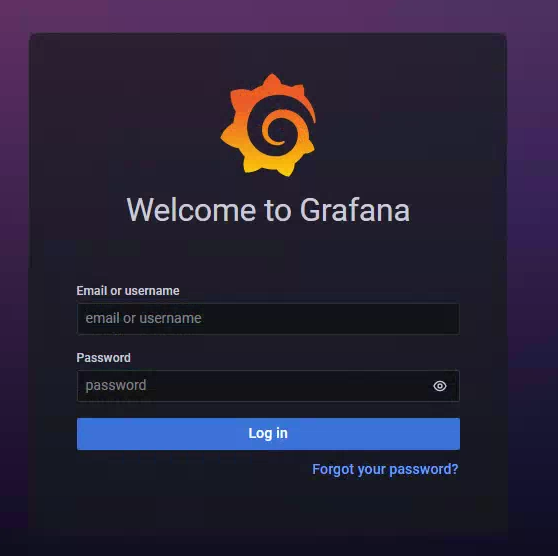 Welcome to Grafana
Email or username
email or username
Password
password
Log in
Forgot your password?